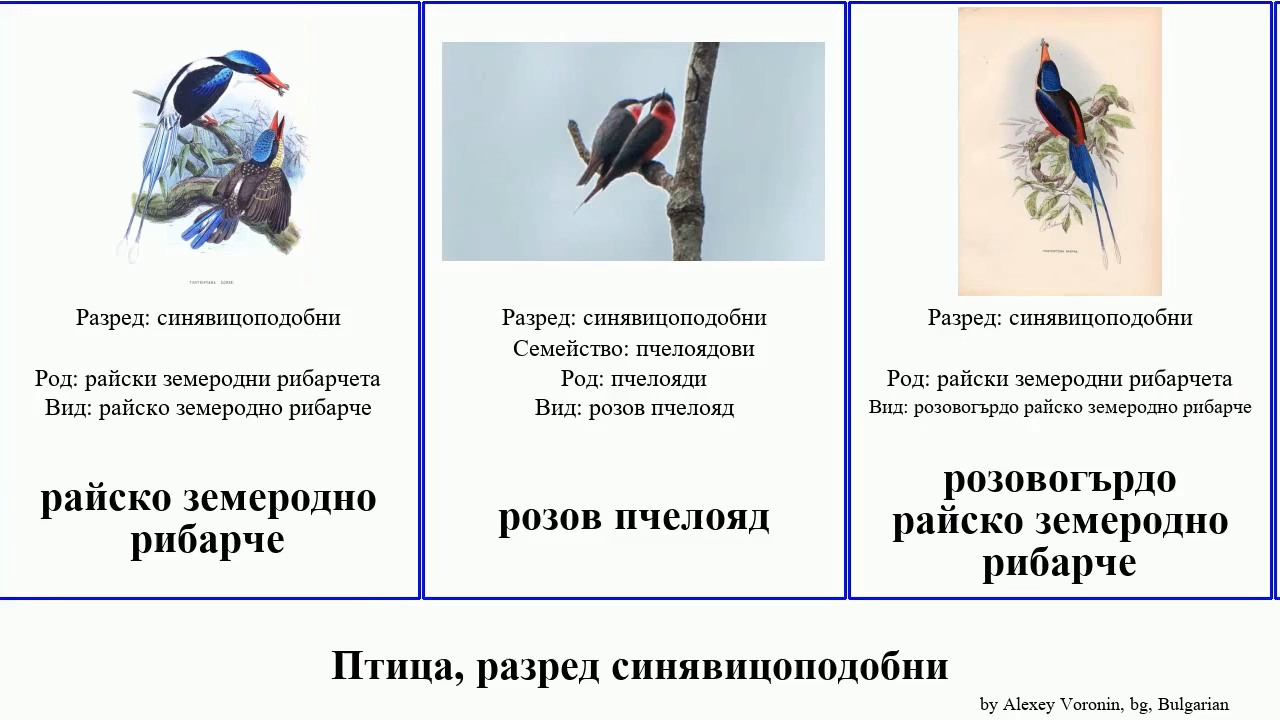 Разред: синявицоподобни
Род: райски земеродни рибарчета
Вид: райско земеродно рибарче
райско земеродно
рибарче
Разред: синявицоподобни
Семейство: пчелоядови
Род: пчелояди
Вид: розов пчелояд
розов пчелояд
Разред: синявицоподобни
Род: райски земеродни рибарчета
Вид: розовогърдо райско земеродно рибарче
розовогърдо
райско земеродно
рибарче
Птица, разред синявицоподобни
by Alexey Voronin, bg, Bulgarian